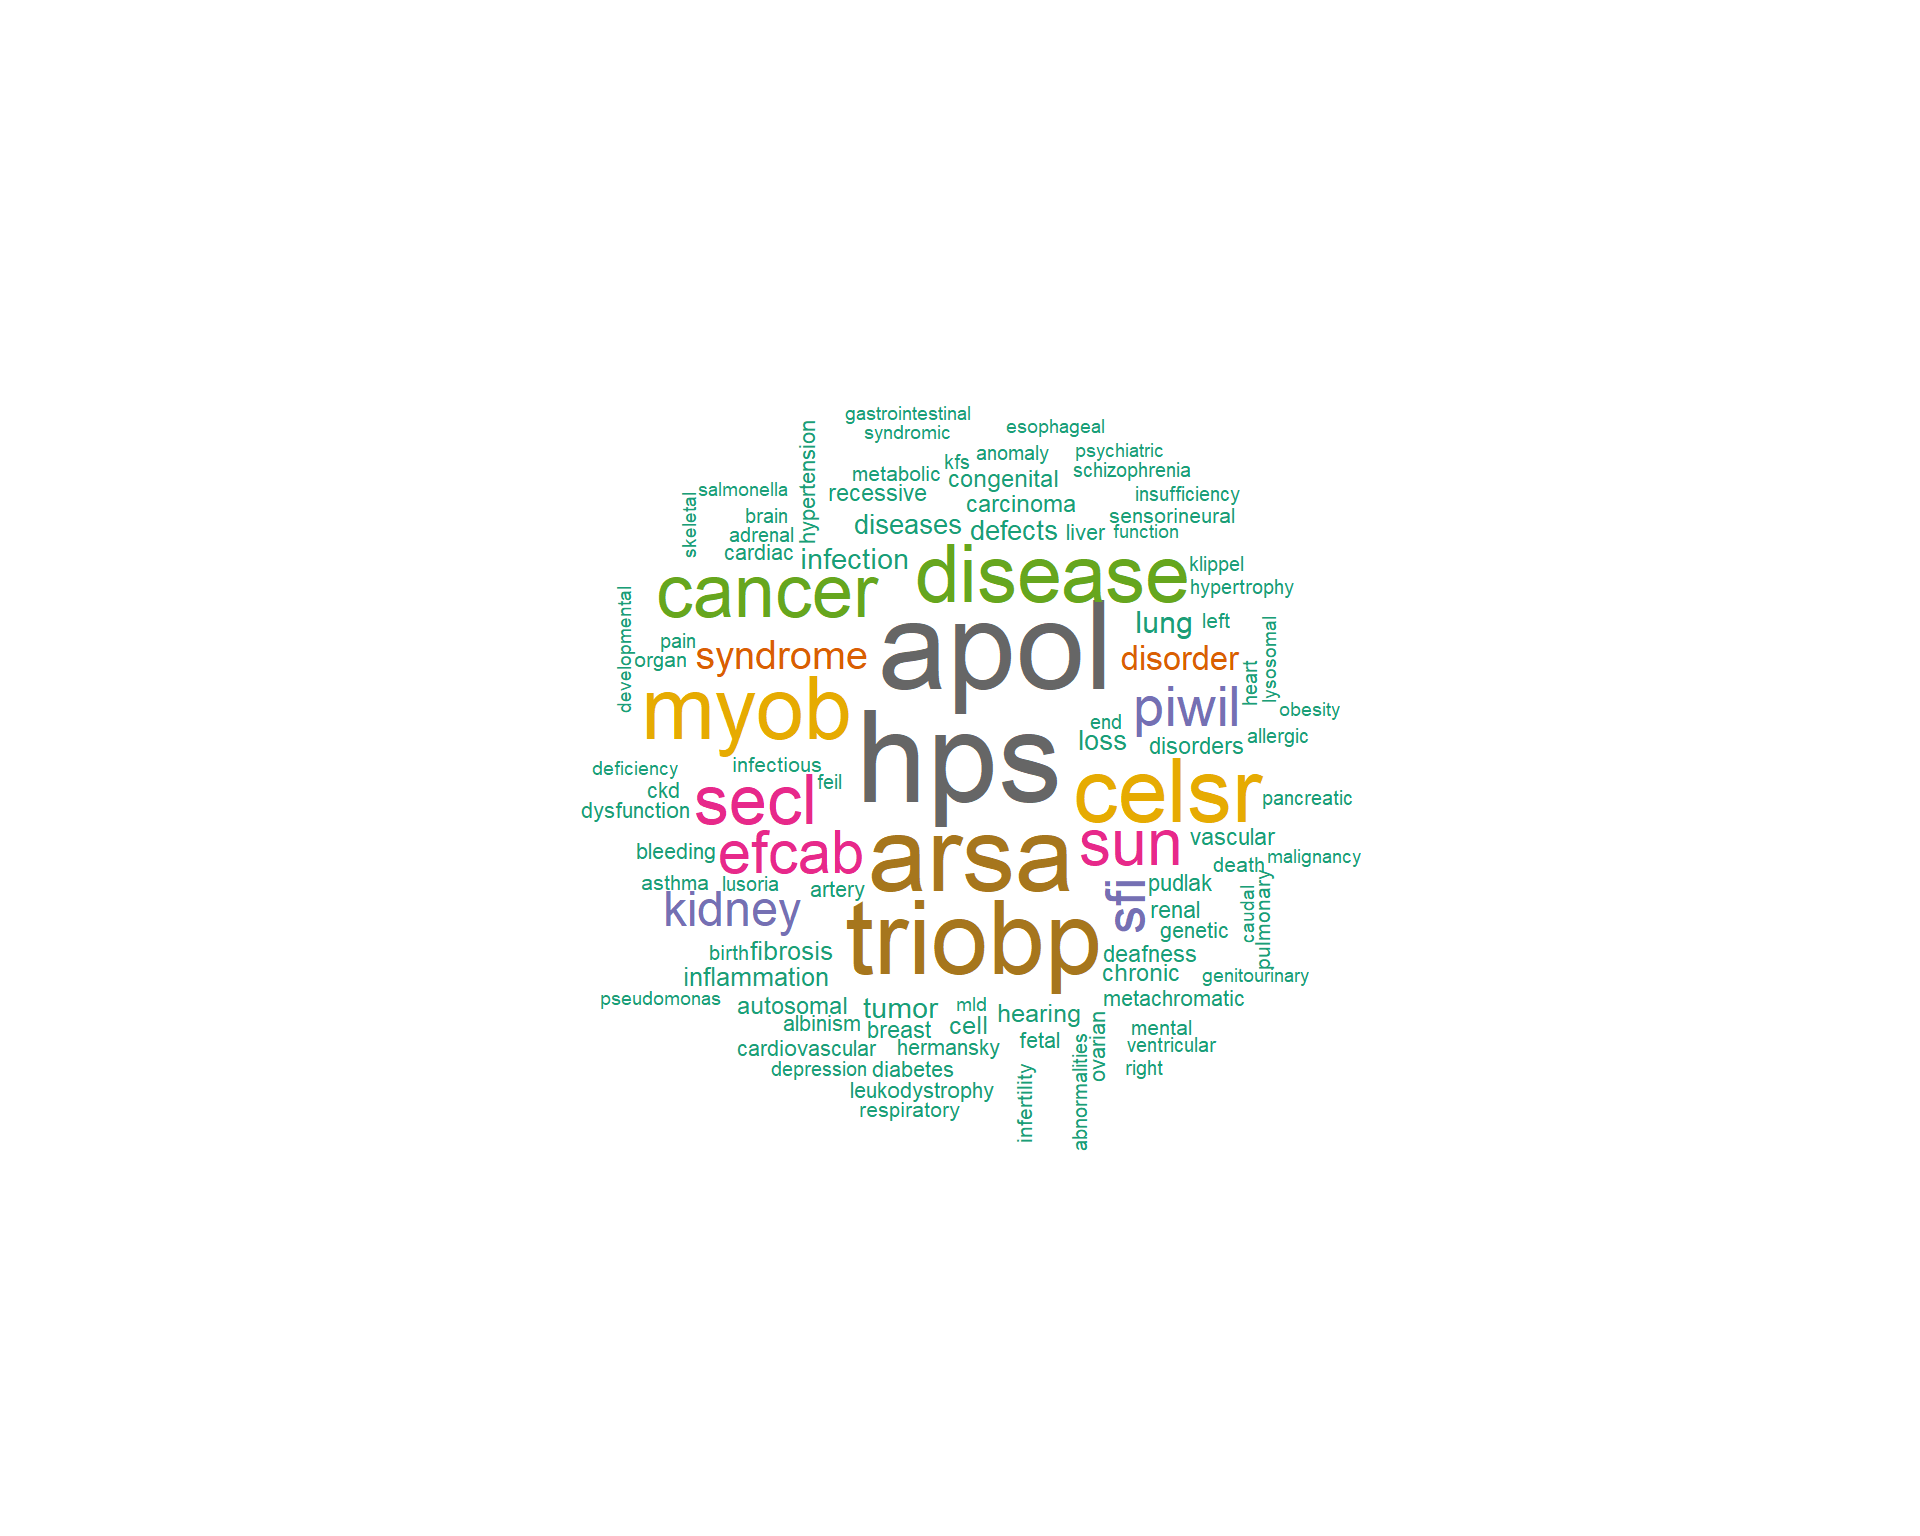 gastrointestinal
syndromic
esophageal
hypertension
kfs
anomaly
psychiatric
metabolic
congenital
schizophrenia
salmonella
recessive
carcinoma
insufficiency
skeletal
brain
adrenal
cardiac
diseases
defects
liver
sensorineural
function
infection
cancer
disease
klippel
hypertrophy
developmental
pain
organ
syndrome
apol
lung
left
disorder
heart
lysosomal
myob
piwil
obesity
end
loss
disorders
allergic
hps
deficiency
infectious
feil
ckd
dysfunction
secl
celsr
pancreatic
bleeding
efcab
arsa
sun
vascular
death
malignancy
asthma
lusoria
artery
kidney
sfi
pudlak
renal
genetic
caudal
pulmonary
triobp
birth
fibrosis
deafness
inflammation
chronic
genitourinary
pseudomonas
autosomal
tumor
mld
hearing
metachromatic
albinism
breast
cell
fetal
ovarian
mental
cardiovascular
hermansky
ventricular
depression
diabetes
right
leukodystrophy
respiratory
infertility
abnormalities